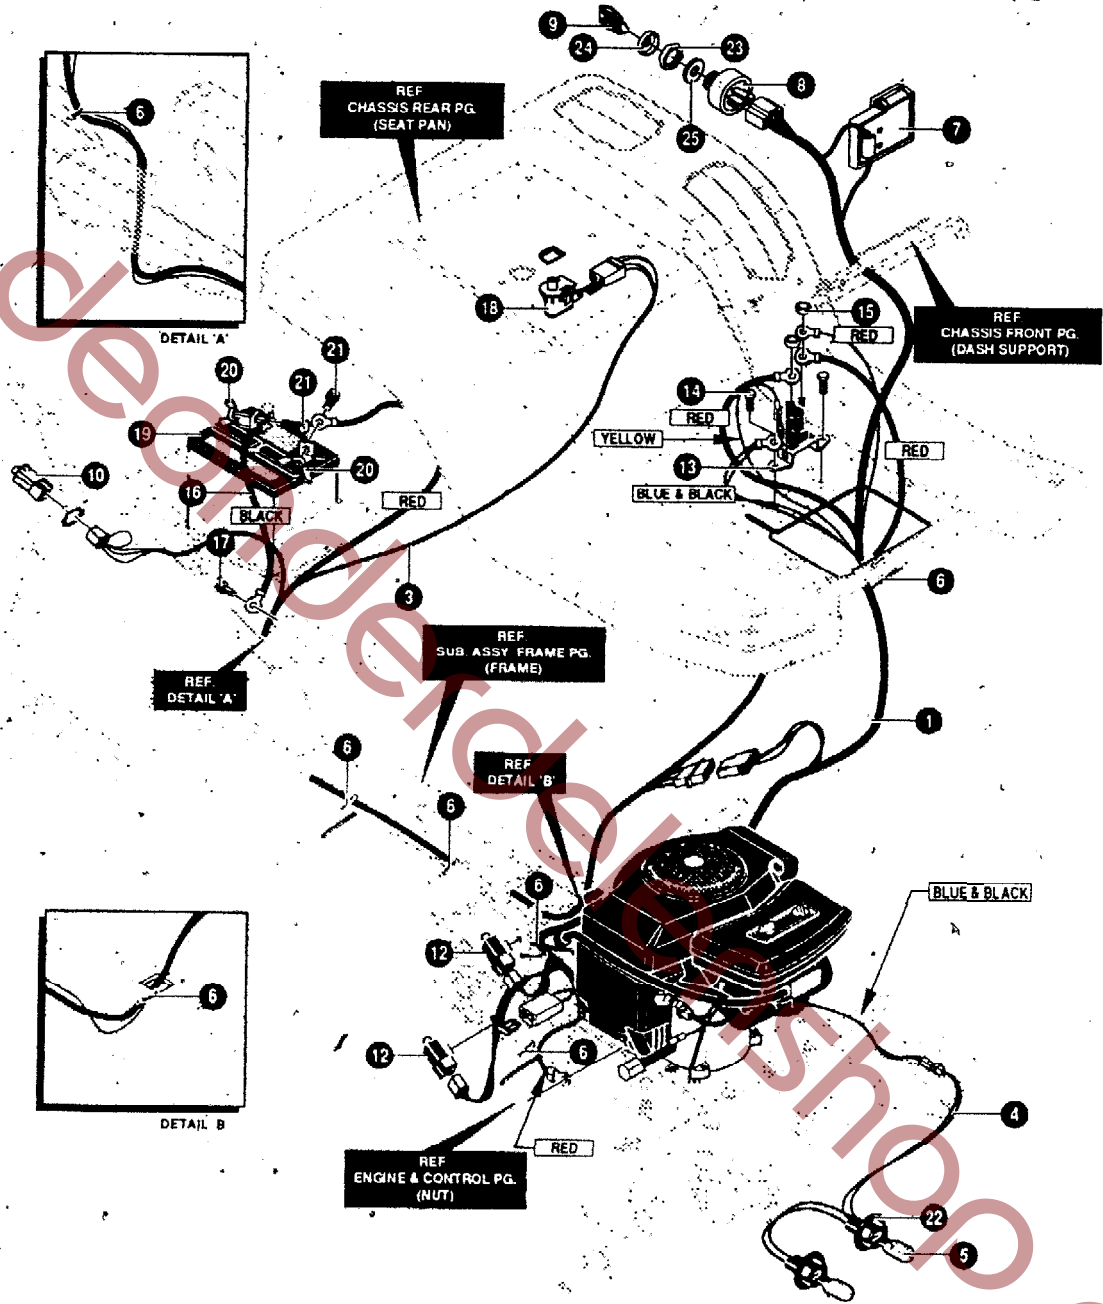 9
24
23
8
25
7
REF
CHASSIS REAR PG.
(SEAT PAN)
6
DETAIL 'A'
18
15
RED
REF
CHASSIS FRONT PG.
(DASH SUPPORT)
21
20
21
14
RED
YELLOW
19
20
10
16
BLACK
RED
13
RED
BLUE & BLACK
17
3
6
REF.
SUB. ASSY FRAME PG.
(FRAME)
REF.
DETAIL 'A'
1
6
REF
DETAIL 'B'
6
6
BLUE & BLACK
12
6
12
6
4
DETAIL B
RED
REF
ENGINE & CONTROL PG.
(NUT)
22
5
deonderdelenshop